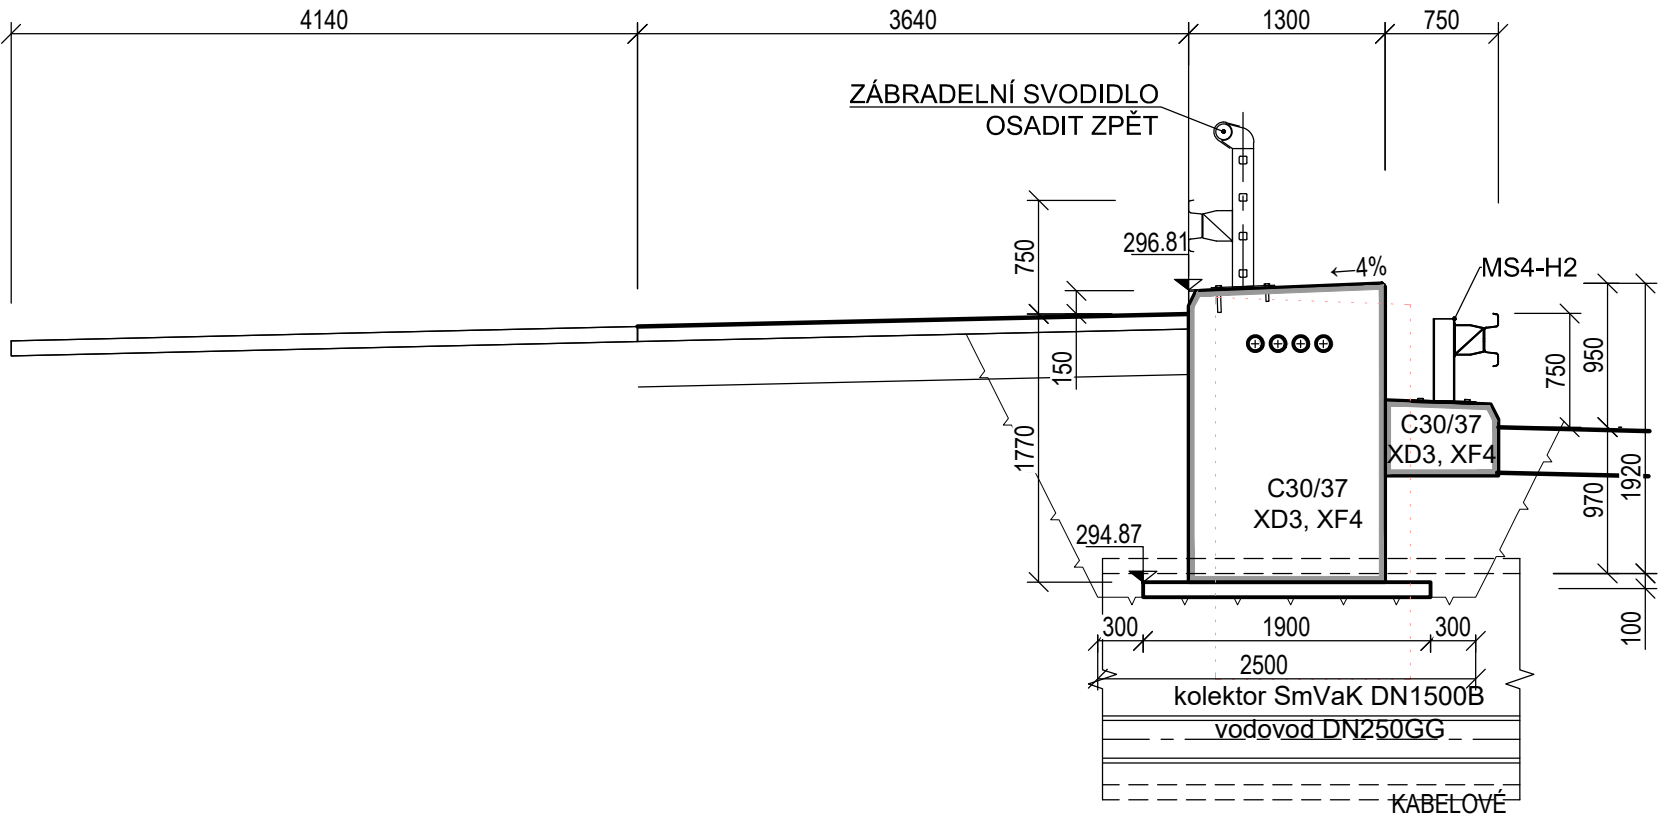 4140
3640
1300
750
ZÁBRADELNÍ SVODIDLO
OSADIT ZPĚT
296.81
←4%
MS4-H2
750
150
1770
750
950
1920
970
100
C30/37
XD3, XF4
C30/37
XD3, XF4
294.87
300
1900
300
2500
kolektor SmVaK DN1500B
vodovod DN250GG
KABELOVÉ